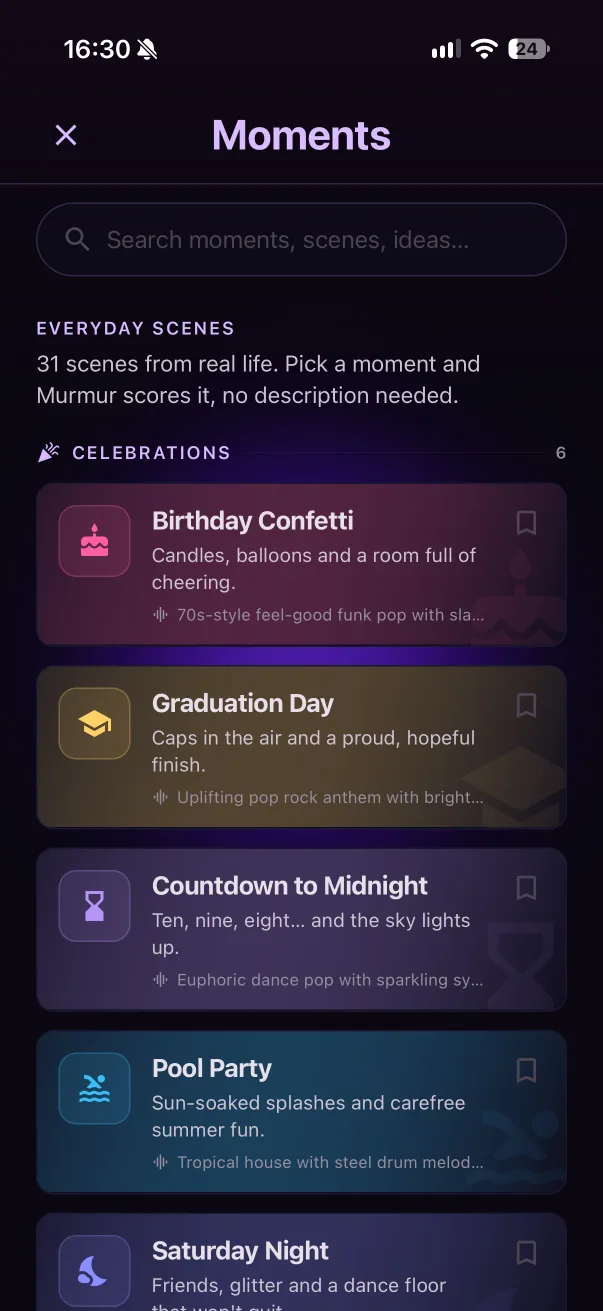 16:30
24
Moments
Search moments, scenes, ideas...
EVERYDAY SCENES
31 scenes from real life. Pick a moment and
Murmur scores it, no description needed.
CELEBRATIONS 6
Birthday Confetti
Candles, balloons and a room full of
cheering.
70s-style feel-good funk pop with sla...
Graduation Day
Caps in the air and a proud, hopeful
finish.
Uplifting pop rock anthem with bright...
Countdown to Midnight
Ten, nine, eight... and the sky lights
up.
Euphoric dance pop with sparkling sy...
Pool Party
Sun-soaked splashes and carefree
summer fun.
Tropical house with steel drum melod...
Saturday Night
Friends, glitter and a dance floor
that won't quit